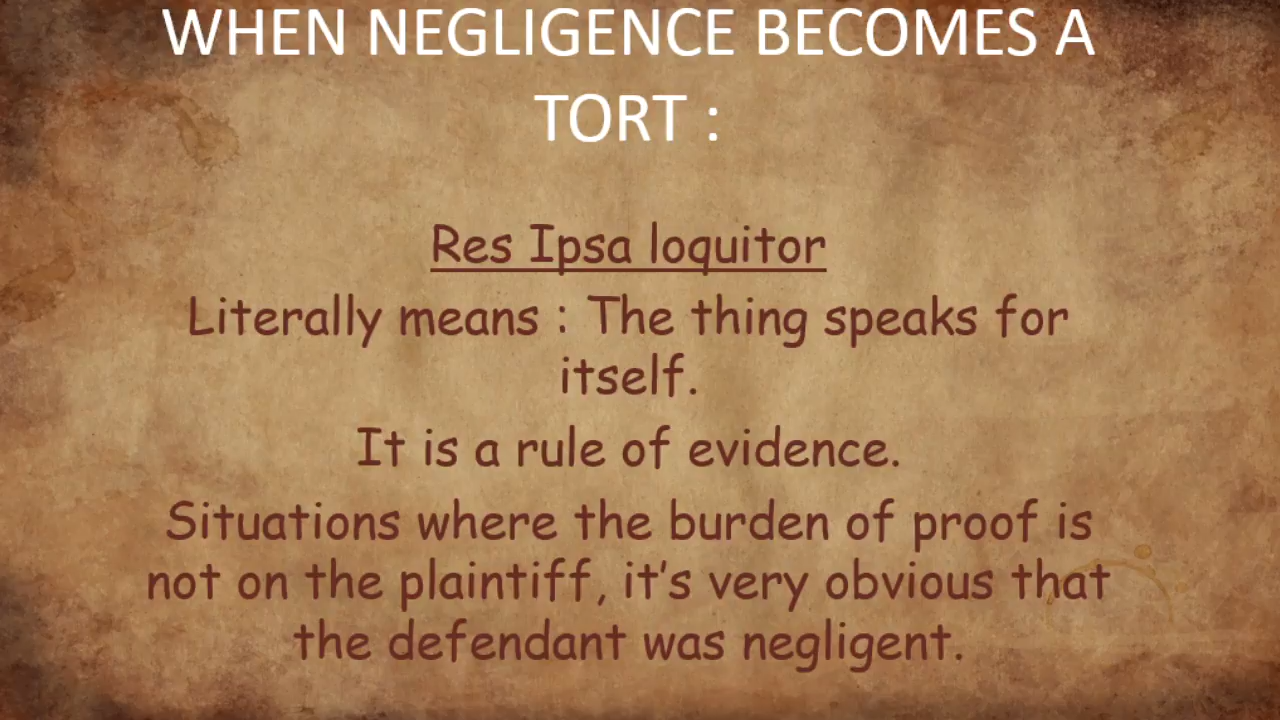 WHEN NEGLIGENCE BECOMES A
TORT :
Res Ipsa loquitor
Literally means : The thing speaks for
itself.
It is a rule of evidence.
Situations where the burden of proof is
not on the plaintiff, it’s very obvious that
the defendant was negligent.